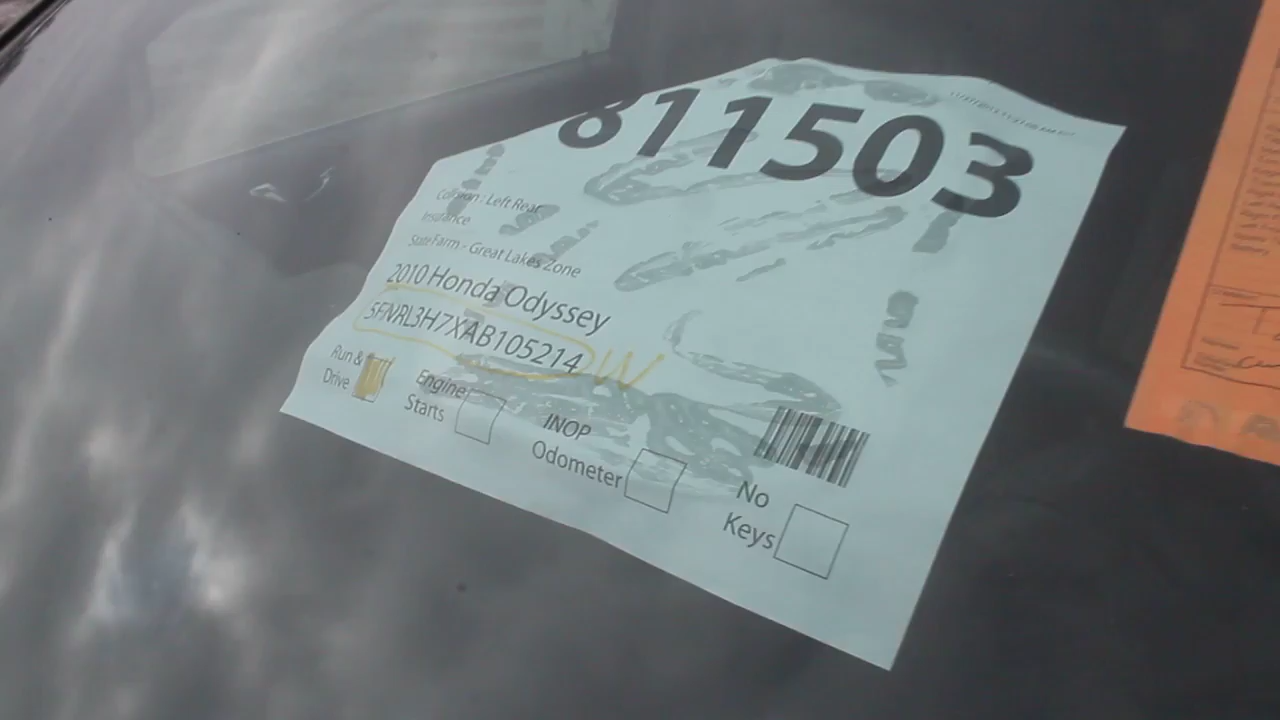 811503
Collision : Left Rear
Insurance
State Farm - Great Lakes Zone
2010 Honda Odyssey
5FNRL3H7XAB105214
W
Run & Drive
Engine Starts
INOP Odometer
No Keys